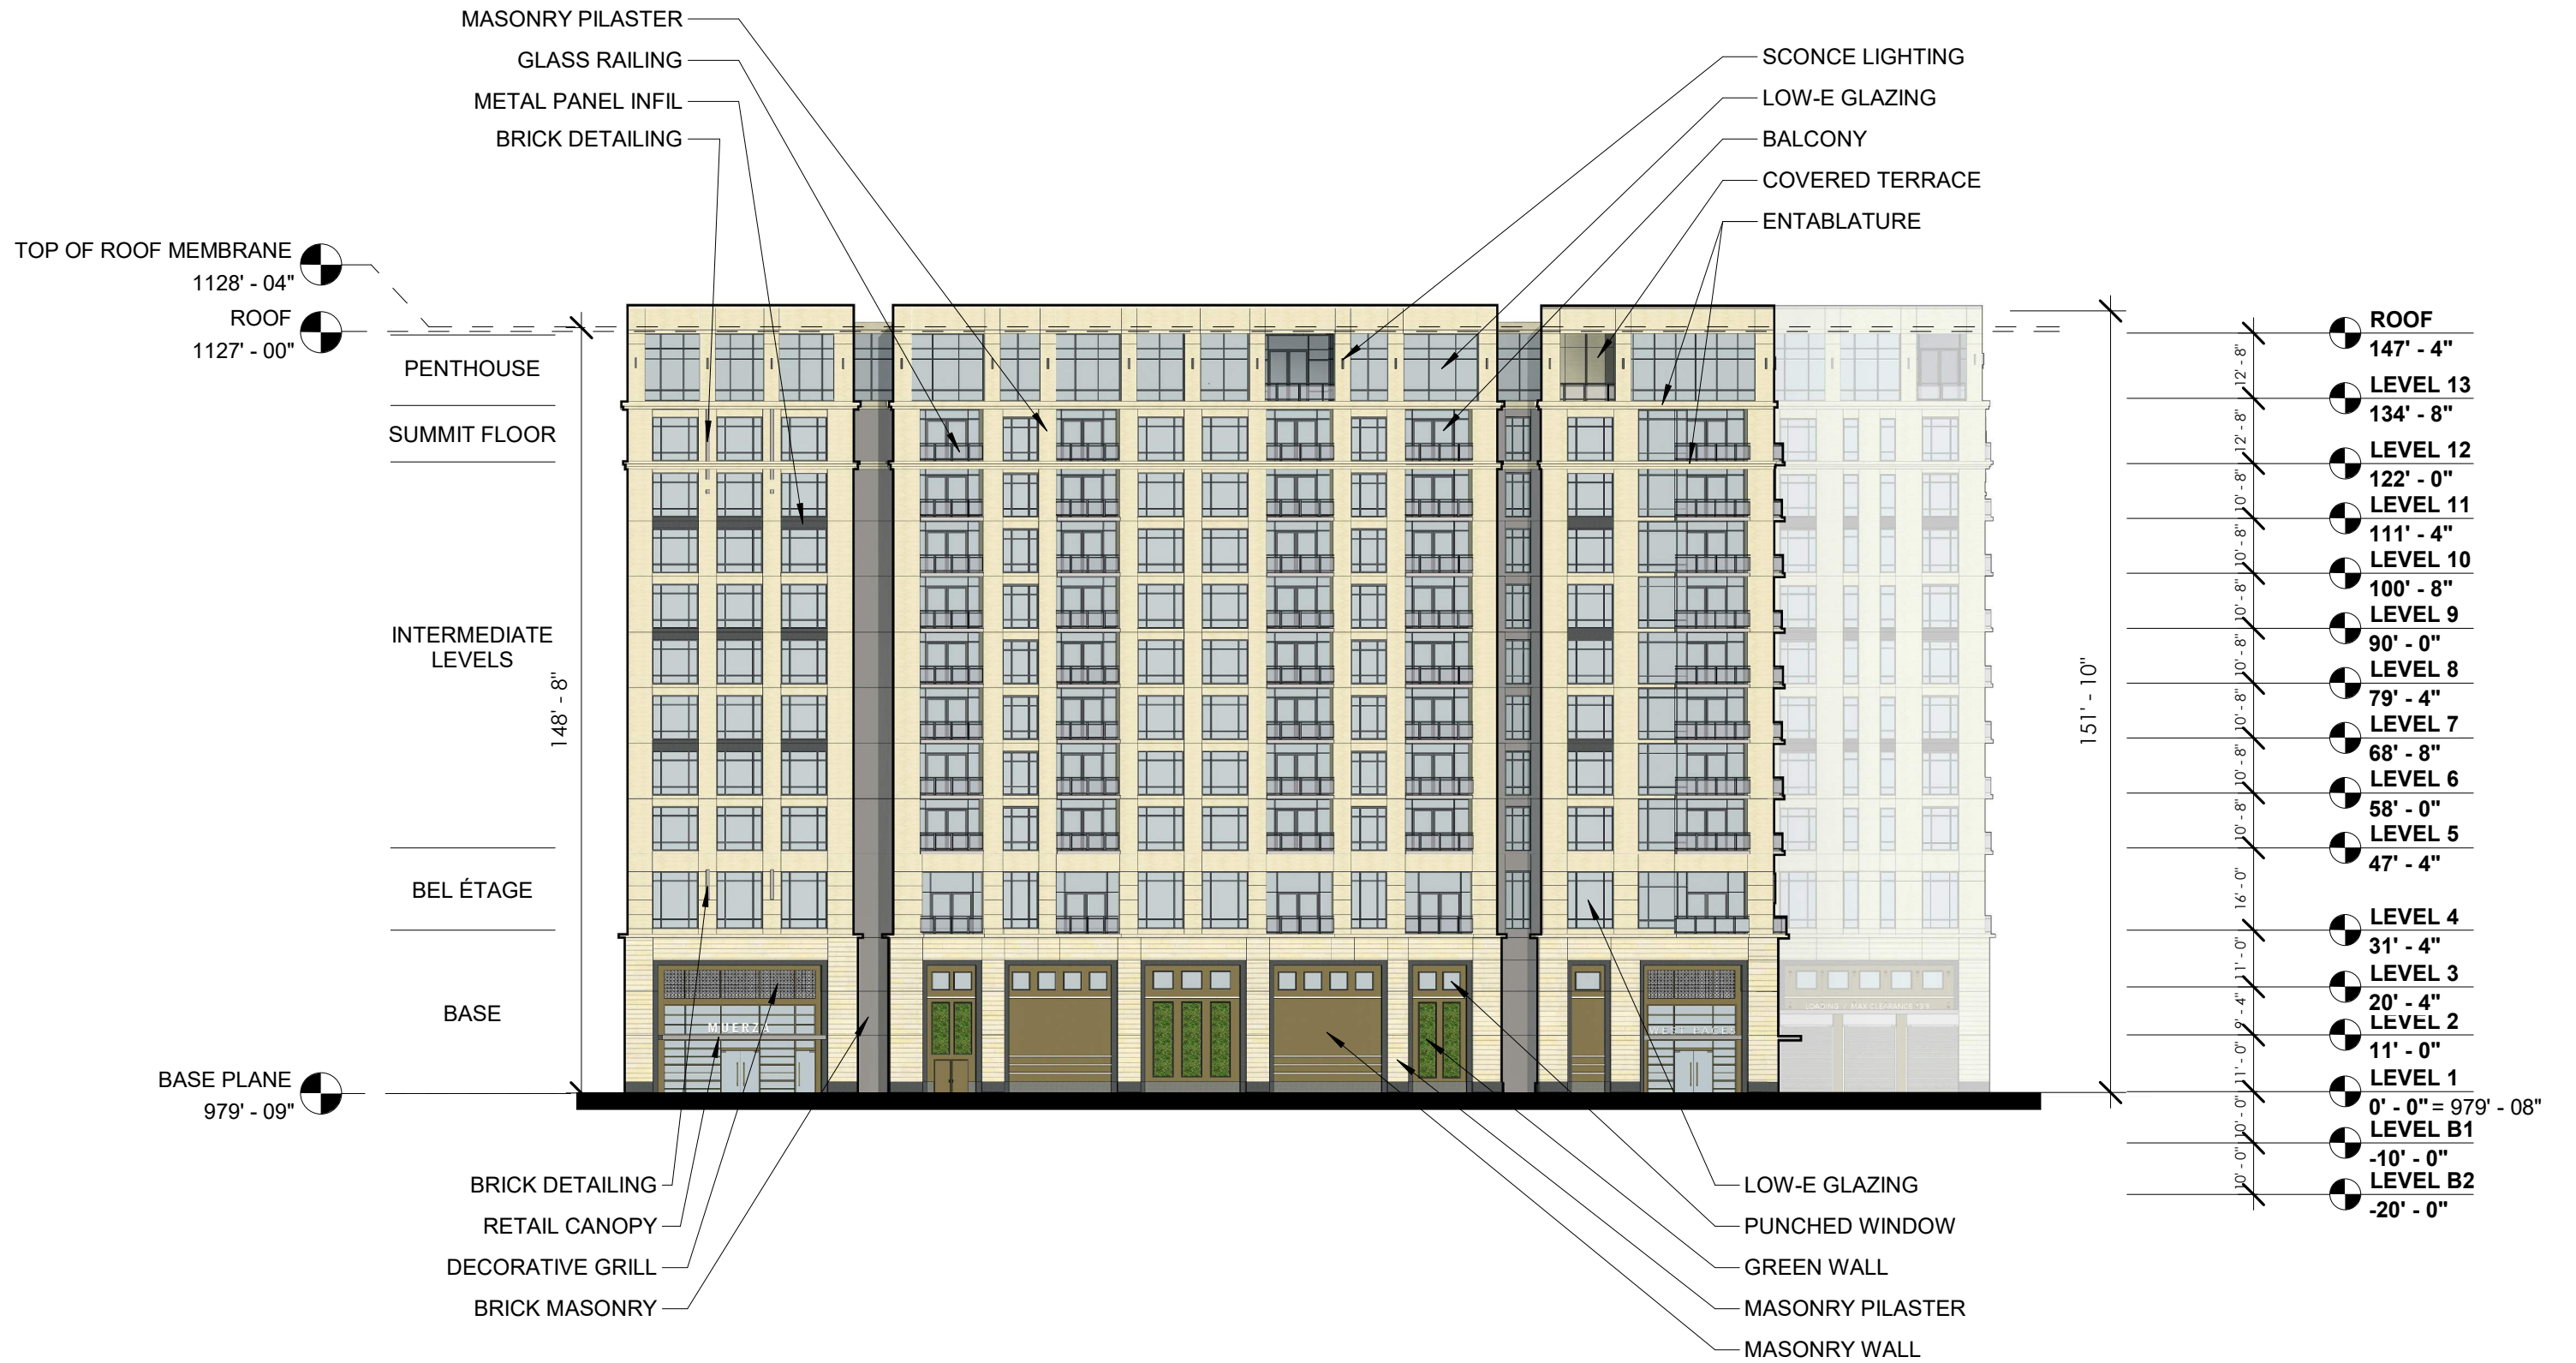 MASONRY PILASTER
GLASS RAILING
METAL PANEL INFIL
BRICK DETAILING
SCONCE LIGHTING
LOW-E GLAZING
BALCONY
COVERED TERRACE
ENTABLATURE
TOP OF ROOF MEMBRANE
1128' - 04"
ROOF
1127' - 00"
PENTHOUSE
SUMMIT FLOOR
INTERMEDIATE
LEVELS
148' - 8"
BEL ÉTAGE
BASE
BASE PLANE
979' - 09"
MUERZA
WEST PACES
151' - 10"
ROOF
147' - 4"
12' - 8"
LEVEL 13
134' - 8"
12' - 8"
LEVEL 12
122' - 0"
10' - 8"
LEVEL 11
111' - 4"
10' - 8"
LEVEL 10
100' - 8"
10' - 8"
LEVEL 9
90' - 0"
10' - 8"
LEVEL 8
79' - 4"
10' - 8"
LEVEL 7
68' - 8"
10' - 8"
LEVEL 6
58' - 0"
10' - 8"
LEVEL 5
47' - 4"
16' - 0"
LEVEL 4
31' - 4"
11' - 0"
LEVEL 3
20' - 4"
9' - 4"
LEVEL 2
11' - 0"
11' - 0"
LEVEL 1
0' - 0" = 979' - 08"
10' - 0"
LEVEL B1
-10' - 0"
10' - 0"
LEVEL B2
-20' - 0"
LOADING / MAX CLEARANCE
BRICK DETAILING
RETAIL CANOPY
DECORATIVE GRILL
BRICK MASONRY
LOW-E GLAZING
PUNCHED WINDOW
GREEN WALL
MASONRY PILASTER
MASONRY WALL